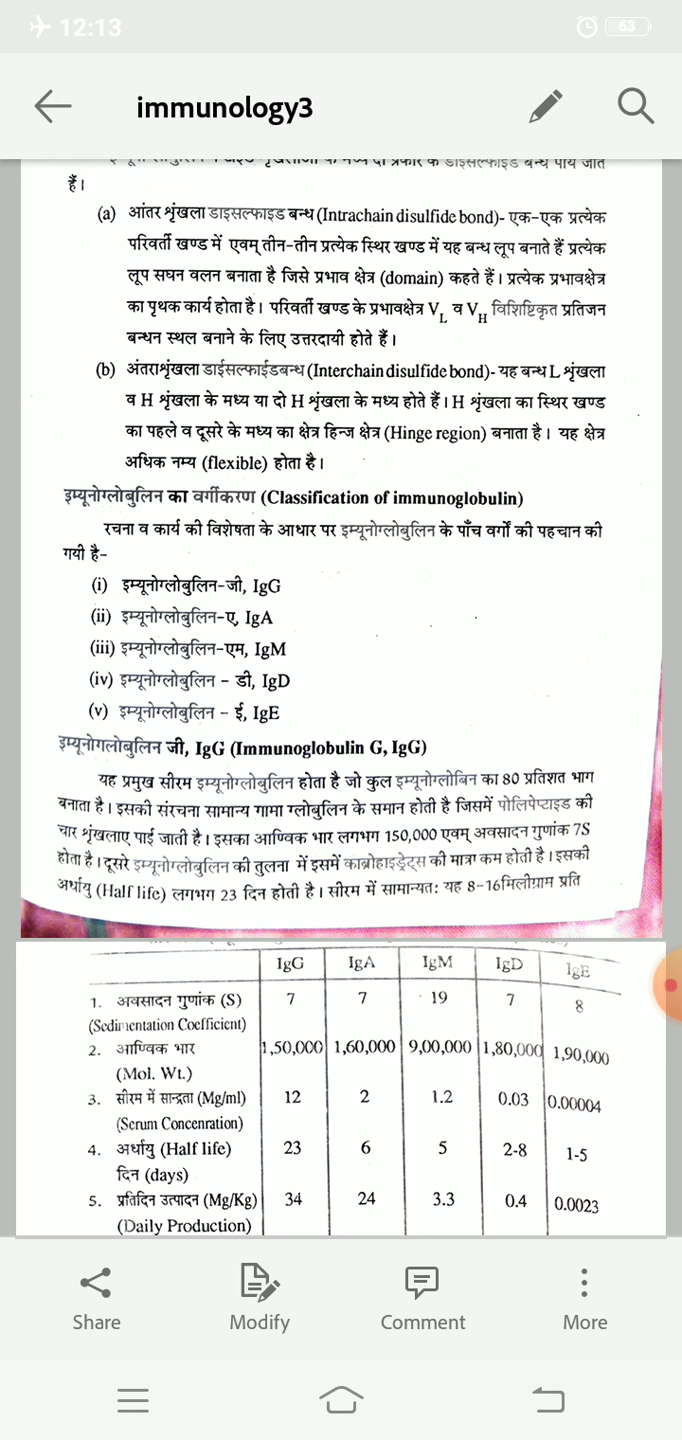 12:13
63
immunology3
हैं।
(a) आंतर शृंखला डाइसल्फाइड बन्ध (Intrachain disulfide bond)- एक-एक प्रत्येक
परिवर्ती खण्ड में एवम् तीन-तीन प्रत्येक स्थिर खण्ड में यह बन्ध लूप बनाते हैं प्रत्येक
लूप सघन वलन बनाता है जिसे प्रभाव क्षेत्र (domain) कहते हैं। प्रत्येक प्रभावक्षेत्र
का पृथक कार्य होता है। परिवर्ती खण्ड के प्रभावक्षेत्र VL व VH विशिष्टिकृत प्रतिजन
बन्धन स्थल बनाने के लिए उत्तरदायी होते हैं।
(b) अंतराशृंखला डाईसल्फाईडबन्ध (Interchain disulfide bond)- यह बन्ध L शृंखला
व H शृंखला के मध्य या दो H शृंखला के मध्य होते हैं। H शृंखला का स्थिर खण्ड
का पहले व दूसरे के मध्य का क्षेत्र हिन्ज क्षेत्र (Hinge region) बनाता है। यह क्षेत्र
अधिक नम्य (flexible) होता है।
इम्यूनोग्लोबुलिन का वर्गीकरण (Classification of immunoglobulin)
रचना व कार्य की विशेषता के आधार पर इम्यूनोग्लोबुलिन के पाँच वर्गों की पहचान की
गयी है-
(i) इम्यूनोग्लोबुलिन-जी, IgG
(ii) इम्यूनोग्लोबुलिन-ए, IgA
(iii) इम्यूनोग्लोबुलिन-एम, IgM
(iv) इम्यूनोग्लोबुलिन - डी, IgD
(v) इम्यूनोग्लोबुलिन - ई, IgE
इम्यूनोगलोबुलिन जी, IgG (Immunoglobulin G, IgG)
यह प्रमुख सीरम इम्यूनोग्लोबुलिन होता है जो कुल इम्यूनोग्लोबिन का 80 प्रतिशत भाग
बनाता है। इसकी संरचना सामान्य गामा ग्लोबुलिन के समान होती है जिसमें पोलिपेप्टाइड की
चार शृंखलाए पाई जाती है। इसका आण्विक भार लगभग 150,000 एवम् अवसादन गुणांक 7S
होता है। दूसरे इम्यूनोग्लोबुलिन की तुलना में इसमें काब्रोहाइड्रेट्स की मात्रा कम होती है। इसकी
अर्धायु (Half life) लगभग 23 दिन होती है। सीरम में सामान्यत: यह 8-16मिलीग्राम प्रति
IgG IgA IgM IgD IgE
1. अवसादन गुणांक (S) 7 7 19 7 8
(Sedimentation Coefficient)
2. आण्विक भार 1,50,000 1,60,000 9,00,000 1,80,000 1,90,000
(Mol. Wt.)
3. सीरम में सान्द्रता (Mg/ml) 12 2 1.2 0.03 0.00004
(Serum Concenration)
4. अर्धायु (Half life) 23 6 5 2-8 1-5
दिन (days)
5. प्रतिदिन उत्पादन (Mg/Kg) 34 24 3.3 0.4 0.0023
(Daily Production)
Share Modify Comment More